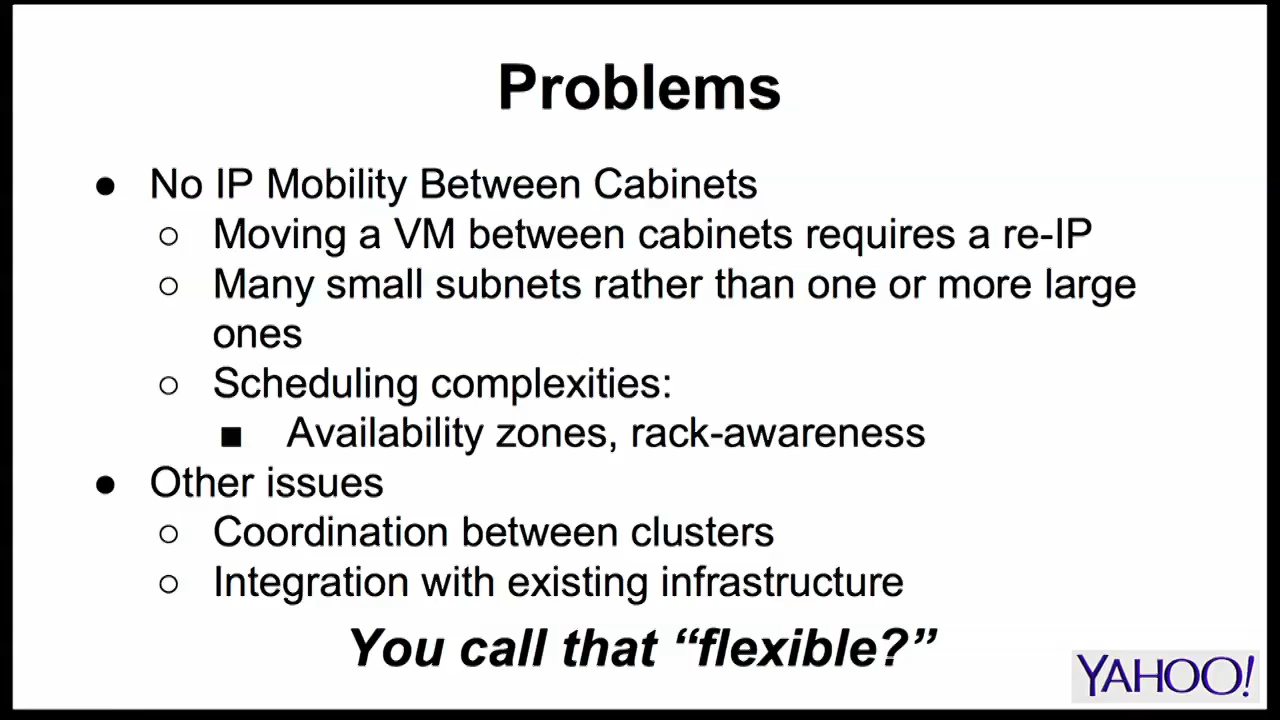 Problems
● No IP Mobility Between Cabinets
○ Moving a VM between cabinets requires a re-IP
○ Many small subnets rather than one or more large
ones
○ Scheduling complexities:
■ Availability zones, rack-awareness
● Other issues
○ Coordination between clusters
○ Integration with existing infrastructure
You call that “flexible?”
YAHOO!